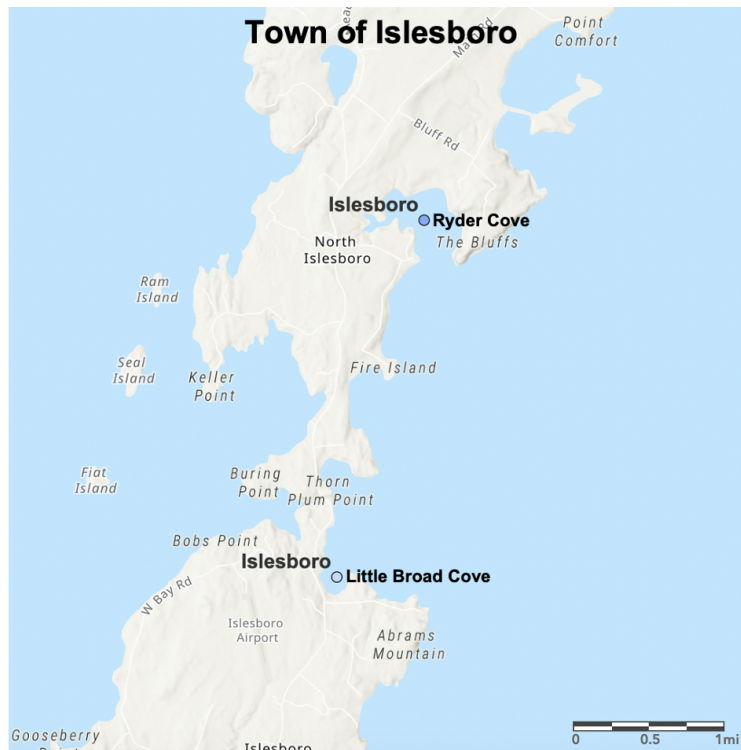 Town of Islesboro
Point
Comfort
Bluff Rd
Islesboro
Ryder Cove
The Bluffs
North
Islesboro
Ram
Island
Seal
Island
Keller
Point
Fire Island
Fiat
Island
Buring
Point
Thorn
Plum Point
Bobs Point
Islesboro
Little Broad Cove
W Bay Rd
Islesboro
Airport
Abrams
Mountain
Gooseberry
Islesboro
0 0.5 1mi